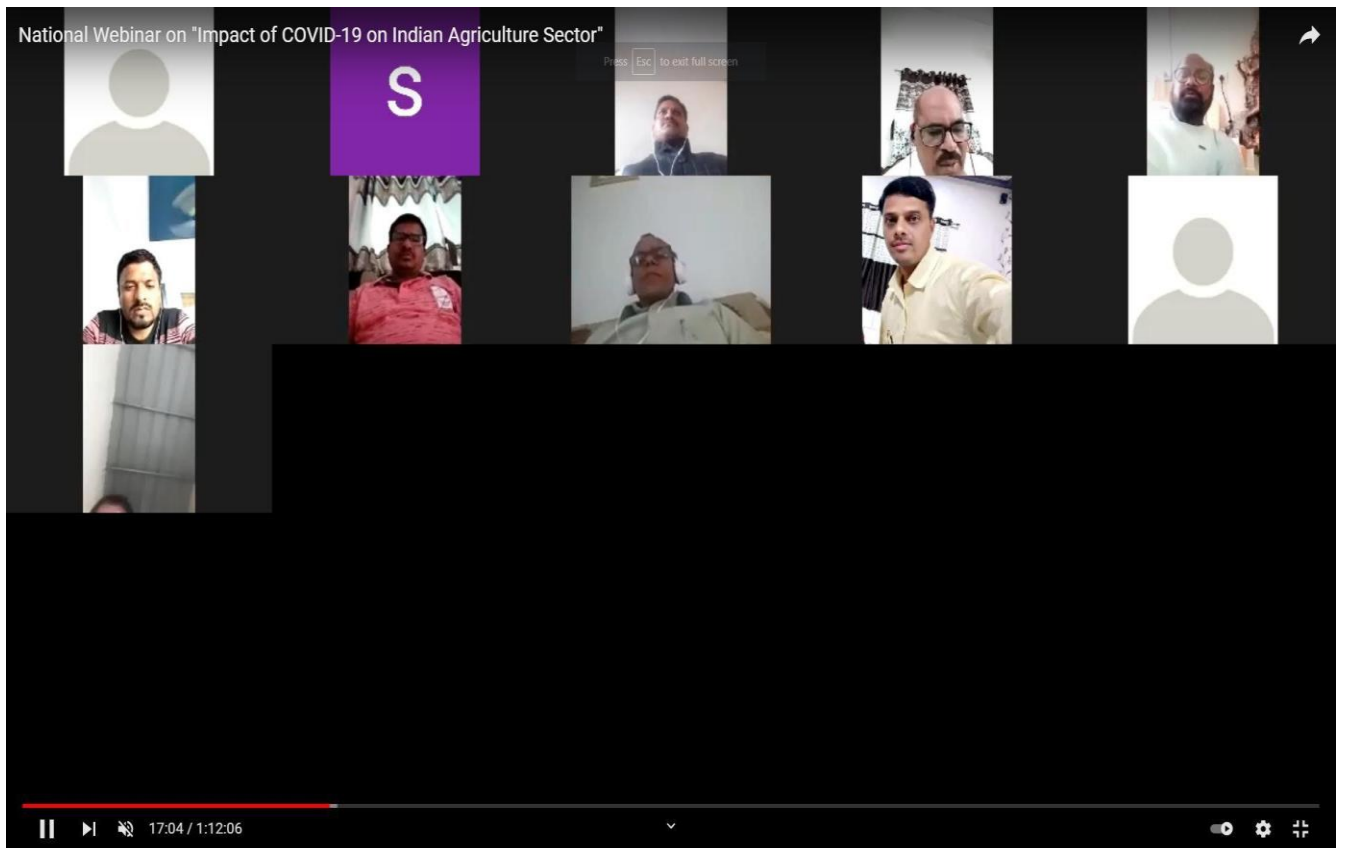 National Webinar on "Impact of COVID-19 on Indian Agriculture Sector"
Press Esc to exit full screen
S
17:04 / 1:12:06